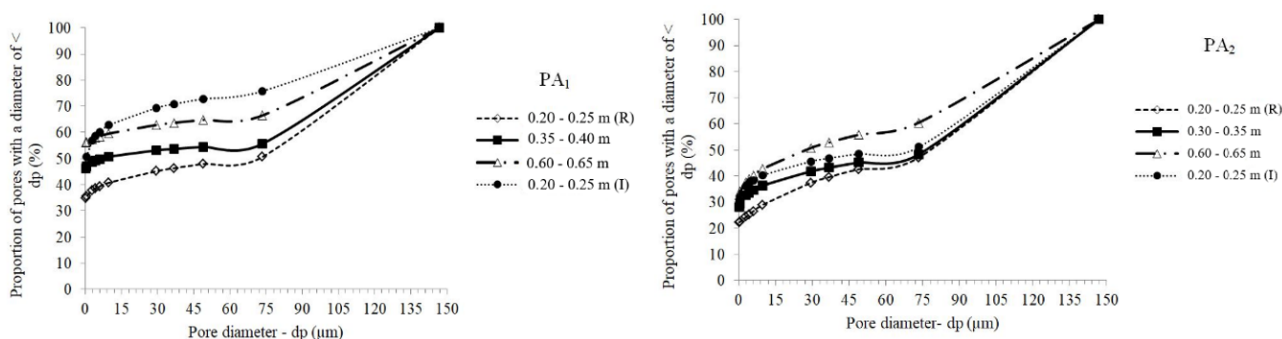 Proportion of pores with a diameter of <
dp (%)
100
90
80
70
60
50
40
30
20
10
0
0 15 30 45 60 75 90 105 120 135 150
Pore diameter - dp (µm)
PA1
0.20 - 0.25 m (R)
0.35 - 0.40 m
0.60 - 0.65 m
0.20 - 0.25 m (I)
Proportion of pores with a diameter of <
dp (%)
100
90
80
70
60
50
40
30
20
10
0
0 15 30 45 60 75 90 105 120 135 150
Pore diameter- dp (µm)
PA2
0.20 - 0.25 m (R)
0.30 - 0.35 m
0.60 - 0.65 m
0.20 - 0.25 m (I)